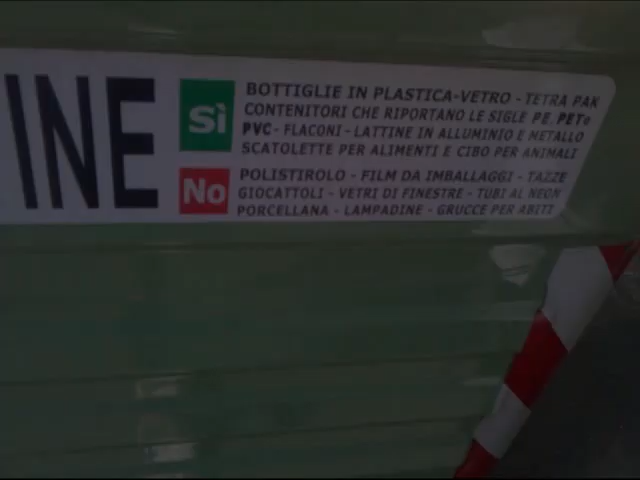 INE
Sì
BOTTIGLIE IN PLASTICA-VETRO - TETRA PAK
CONTENITORI CHE RIPORTANO LE SIGLE PE, PET o
PVC - FLACONI - LATTINE IN ALLUMINIO E METALLO
SCATOLETTE PER ALIMENTI E CIBO PER ANIMALI
No
POLISTIROLO - FILM DA IMBALLAGGI - TAZZE
GIOCATTOLI - VETRI DI FINESTRE - TUBI AL NEON
PORCELLANA - LAMPADINE - GRUCCE PER ABITI